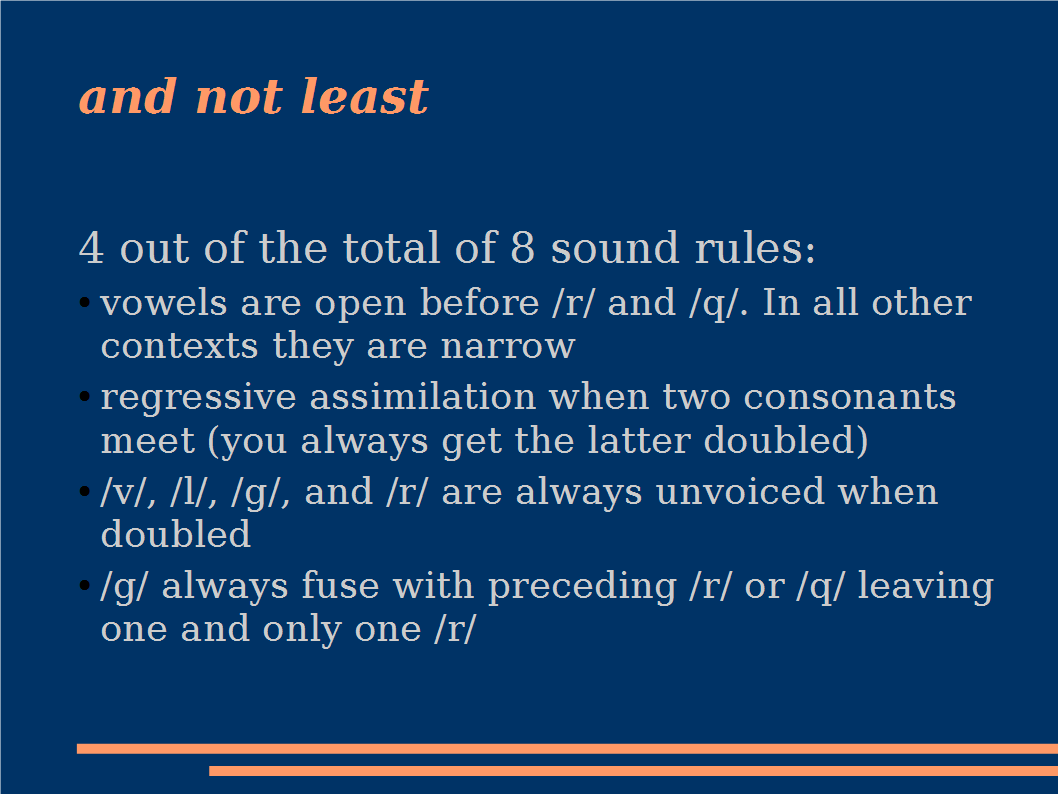 and not least
4 out of the total of 8 sound rules:
• vowels are open before /r/ and /q/. In all other
contexts they are narrow
• regressive assimilation when two consonants
meet (you always get the latter doubled)
• /v/, /l/, /g/, and /r/ are always unvoiced when
doubled
• /g/ always fuse with preceding /r/ or /q/ leaving
one and only one /r/